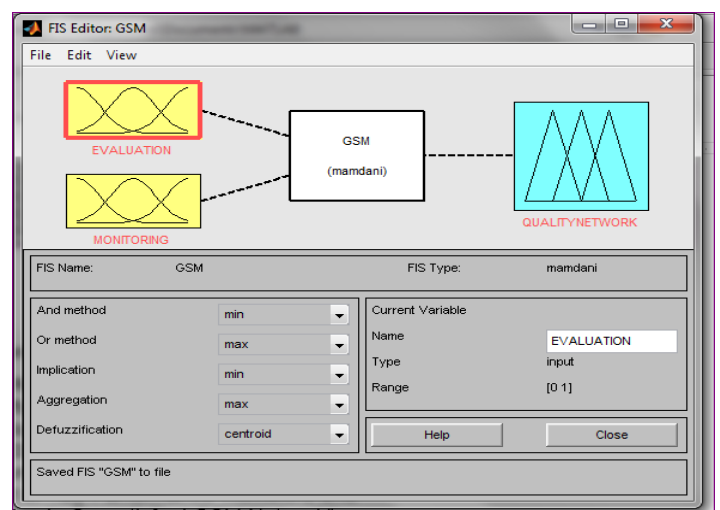 FIS Editor: GSM
File Edit View
EVALUATION
MONITORING
GSM
(mamdani)
QUALITYNETWORK
FIS Name: GSM FIS Type: mamdani
And method min
Or method max
Implication min
Aggregation max
Defuzzification centroid
Current Variable
Name EVALUATION
Type input
Range [0 1]
Help Close
Saved FIS "GSM" to file